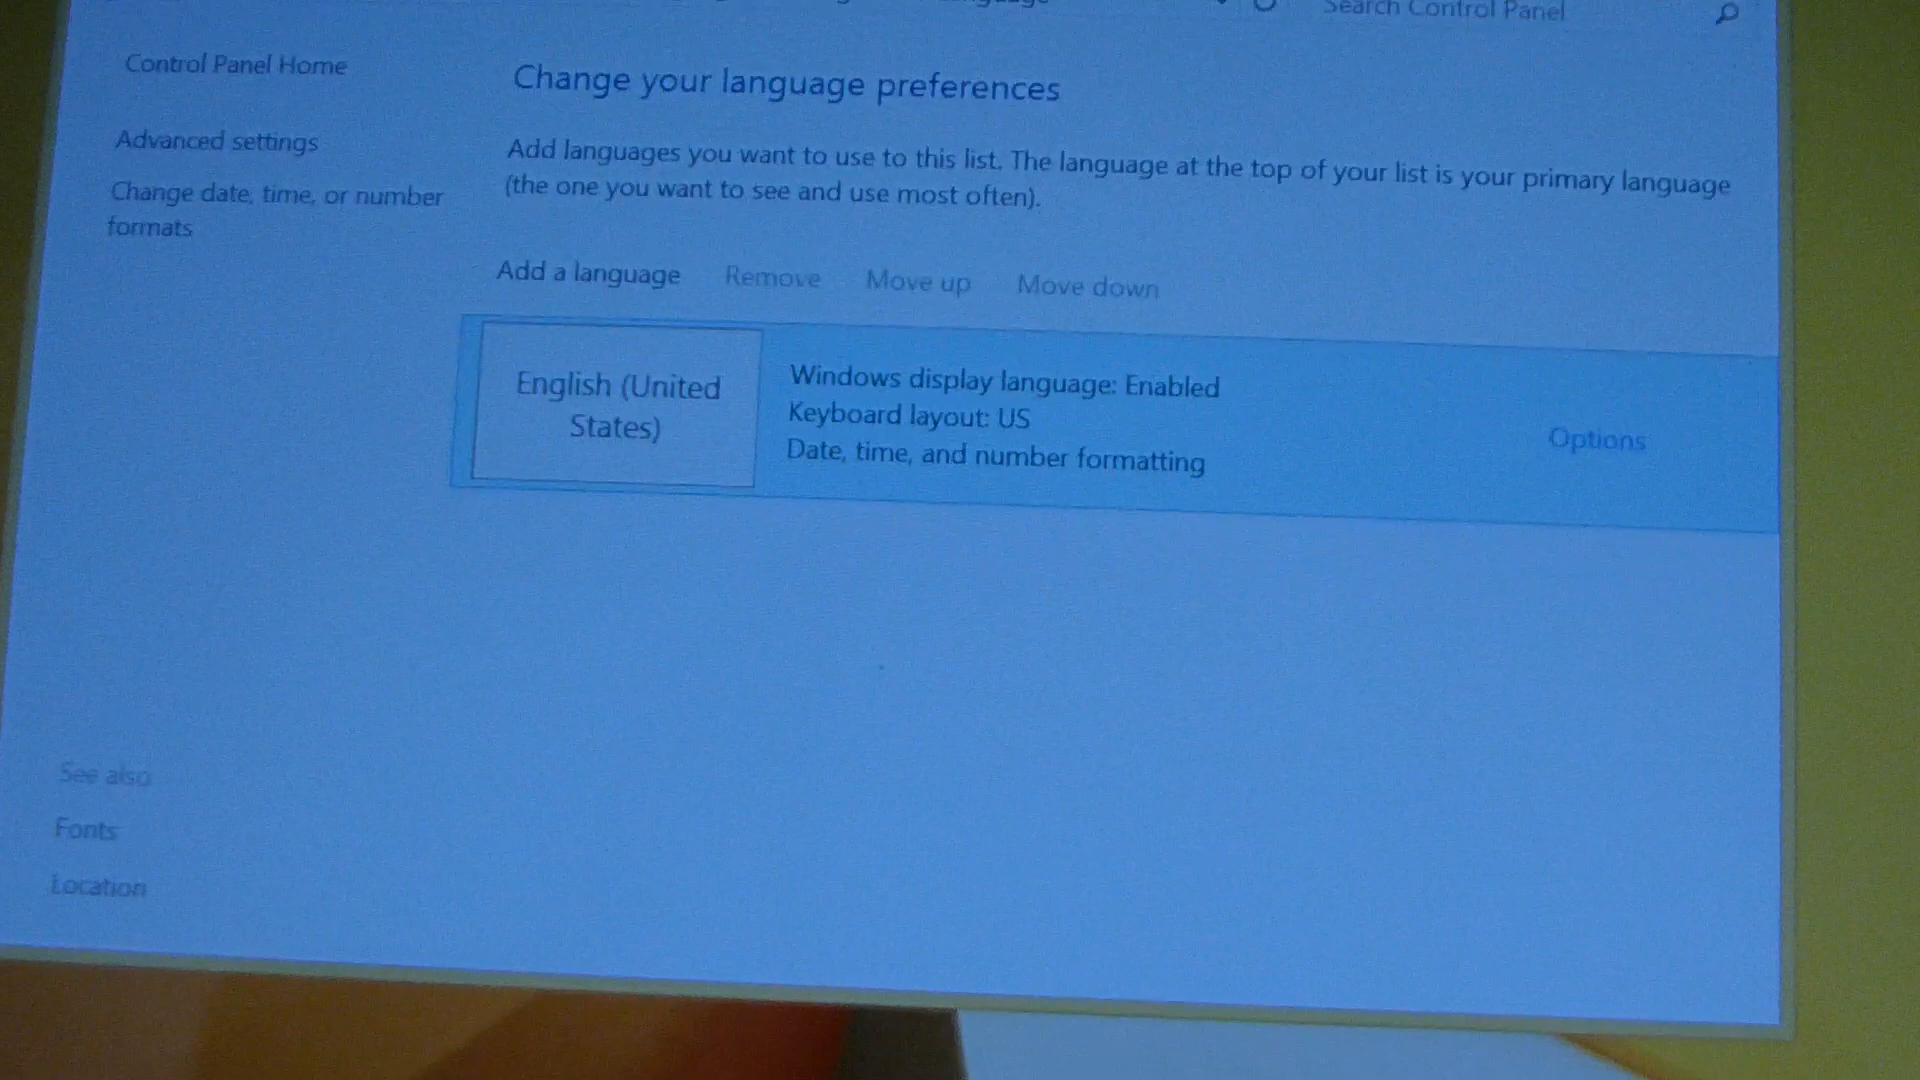 Search Control Panel
Control Panel Home
Advanced settings
Change date, time, or number
formats
Change your language preferences
Add languages you want to use to this list. The language at the top of your list is your primary language
(the one you want to see and use most often).
Add a language Remove Move up Move down
English (United
States)
Windows display language: Enabled
Keyboard layout: US
Date, time, and number formatting
Options
See also
Fonts
Location